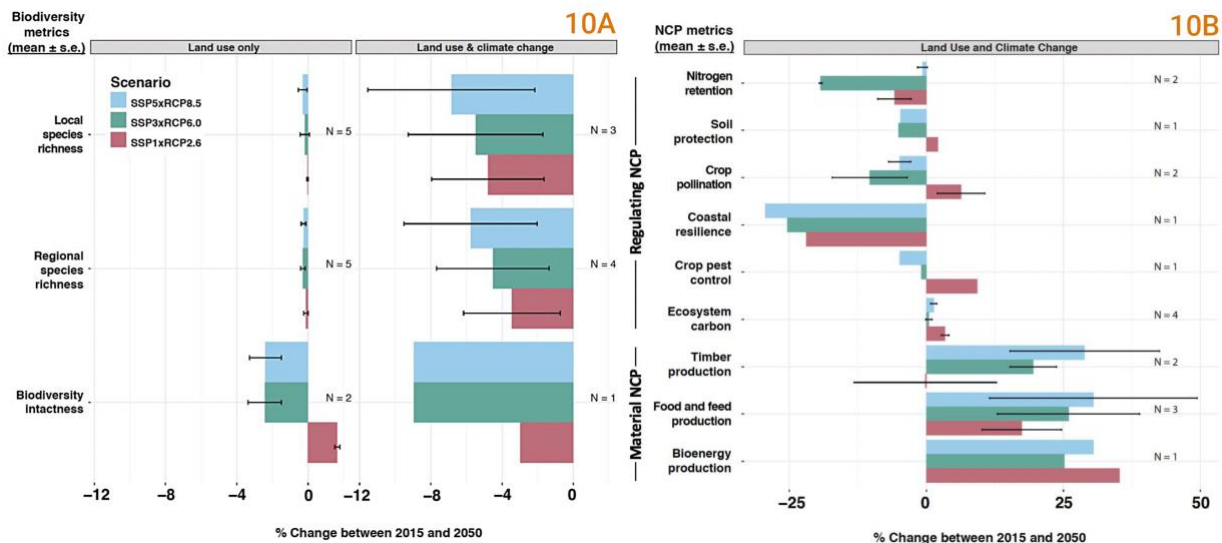 Biodiversity
metrics
(mean ± s.e.)
10A
Land use only
Land use & climate change
Scenario
SSP5xRCP8.5
SSP3xRCP6.0
SSP1xRCP2.6
Local
species
richness
N = 5
N = 3
Regional
species
richness
N = 5
N = 4
Biodiversity
intactness
N = 2
N = 1
−12
−8
−4
0
−12
−8
−4
0
% Change between 2015 and 2050
Regulating NCP
Material NCP
NCP metrics
(mean ± s.e.)
10B
Land Use and Climate Change
Nitrogen
retention
N = 2
Soil
protection
N = 1
Crop
pollination
N = 2
Coastal
resilience
N = 1
Crop pest
control
N = 1
Ecosystem
carbon
N = 4
Timber
production
N = 2
Food and feed
production
N = 3
Bioenergy
production
N = 1
−25
0
25
50
% Change between 2015 and 2050